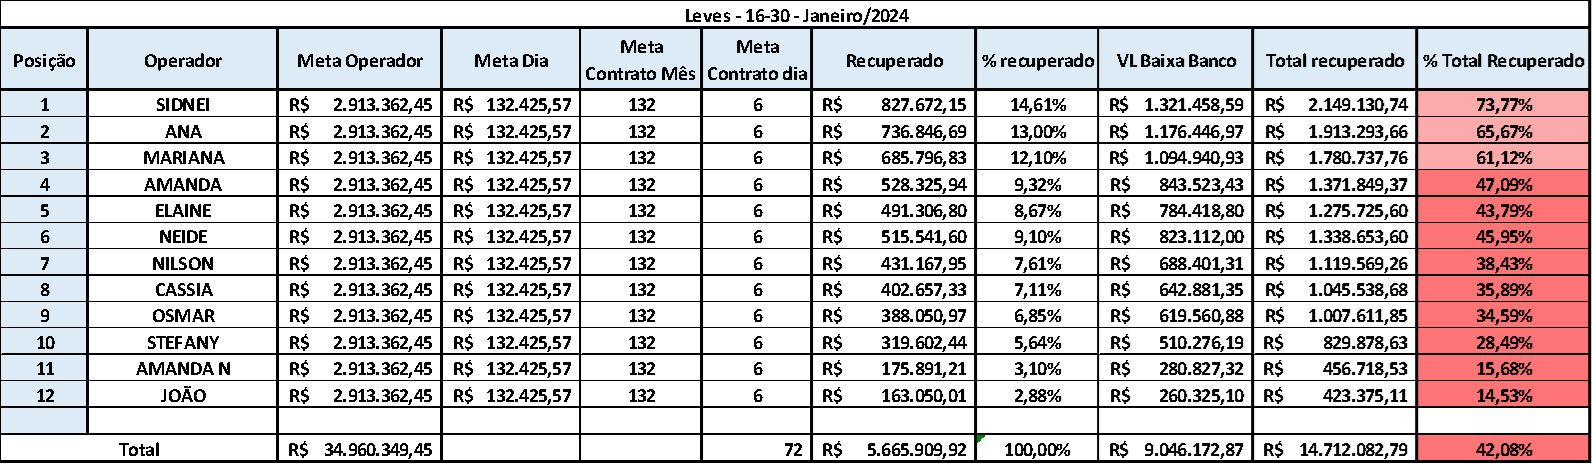 Leves - 16-30 - Janeiro/2024
Posição Operador Meta Operador Meta Dia Meta Contrato Mês Meta Contrato dia Recuperado % recuperado VL Baixa Banco Total recuperado % Total Recuperado
1 SIDNEI R$ 2.913.362,45 R$ 132.425,57 132 6 R$ 827.672,15 14,61% R$ 1.321.458,59 R$ 2.149.130,74 73,77%
2 ANA R$ 2.913.362,45 R$ 132.425,57 132 6 R$ 736.846,69 13,00% R$ 1.176.446,97 R$ 1.913.293,66 65,67%
3 MARIANA R$ 2.913.362,45 R$ 132.425,57 132 6 R$ 685.796,83 12,10% R$ 1.094.940,93 R$ 1.780.737,76 61,12%
4 AMANDA R$ 2.913.362,45 R$ 132.425,57 132 6 R$ 528.325,94 9,32% R$ 843.523,43 R$ 1.371.849,37 47,09%
5 ELAINE R$ 2.913.362,45 R$ 132.425,57 132 6 R$ 491.306,80 8,67% R$ 784.418,80 R$ 1.275.725,60 43,79%
6 NEIDE R$ 2.913.362,45 R$ 132.425,57 132 6 R$ 515.541,60 9,10% R$ 823.112,00 R$ 1.338.653,60 45,95%
7 NILSON R$ 2.913.362,45 R$ 132.425,57 132 6 R$ 431.167,95 7,61% R$ 688.401,31 R$ 1.119.569,26 38,43%
8 CASSIA R$ 2.913.362,45 R$ 132.425,57 132 6 R$ 402.657,33 7,11% R$ 642.881,35 R$ 1.045.538,68 35,89%
9 OSMAR R$ 2.913.362,45 R$ 132.425,57 132 6 R$ 388.050,97 6,85% R$ 619.560,88 R$ 1.007.611,85 34,59%
10 STEFANY R$ 2.913.362,45 R$ 132.425,57 132 6 R$ 319.602,44 5,64% R$ 510.276,19 R$ 829.878,63 28,49%
11 AMANDA N R$ 2.913.362,45 R$ 132.425,57 132 6 R$ 175.891,21 3,10% R$ 280.827,32 R$ 456.718,53 15,68%
12 JOÃO R$ 2.913.362,45 R$ 132.425,57 132 6 R$ 163.050,01 2,88% R$ 260.325,10 R$ 423.375,11 14,53%
Total R$ 34.960.349,45 72 R$ 5.665.909,92 100,00% R$ 9.046.172,87 R$ 14.712.082,79 42,08%